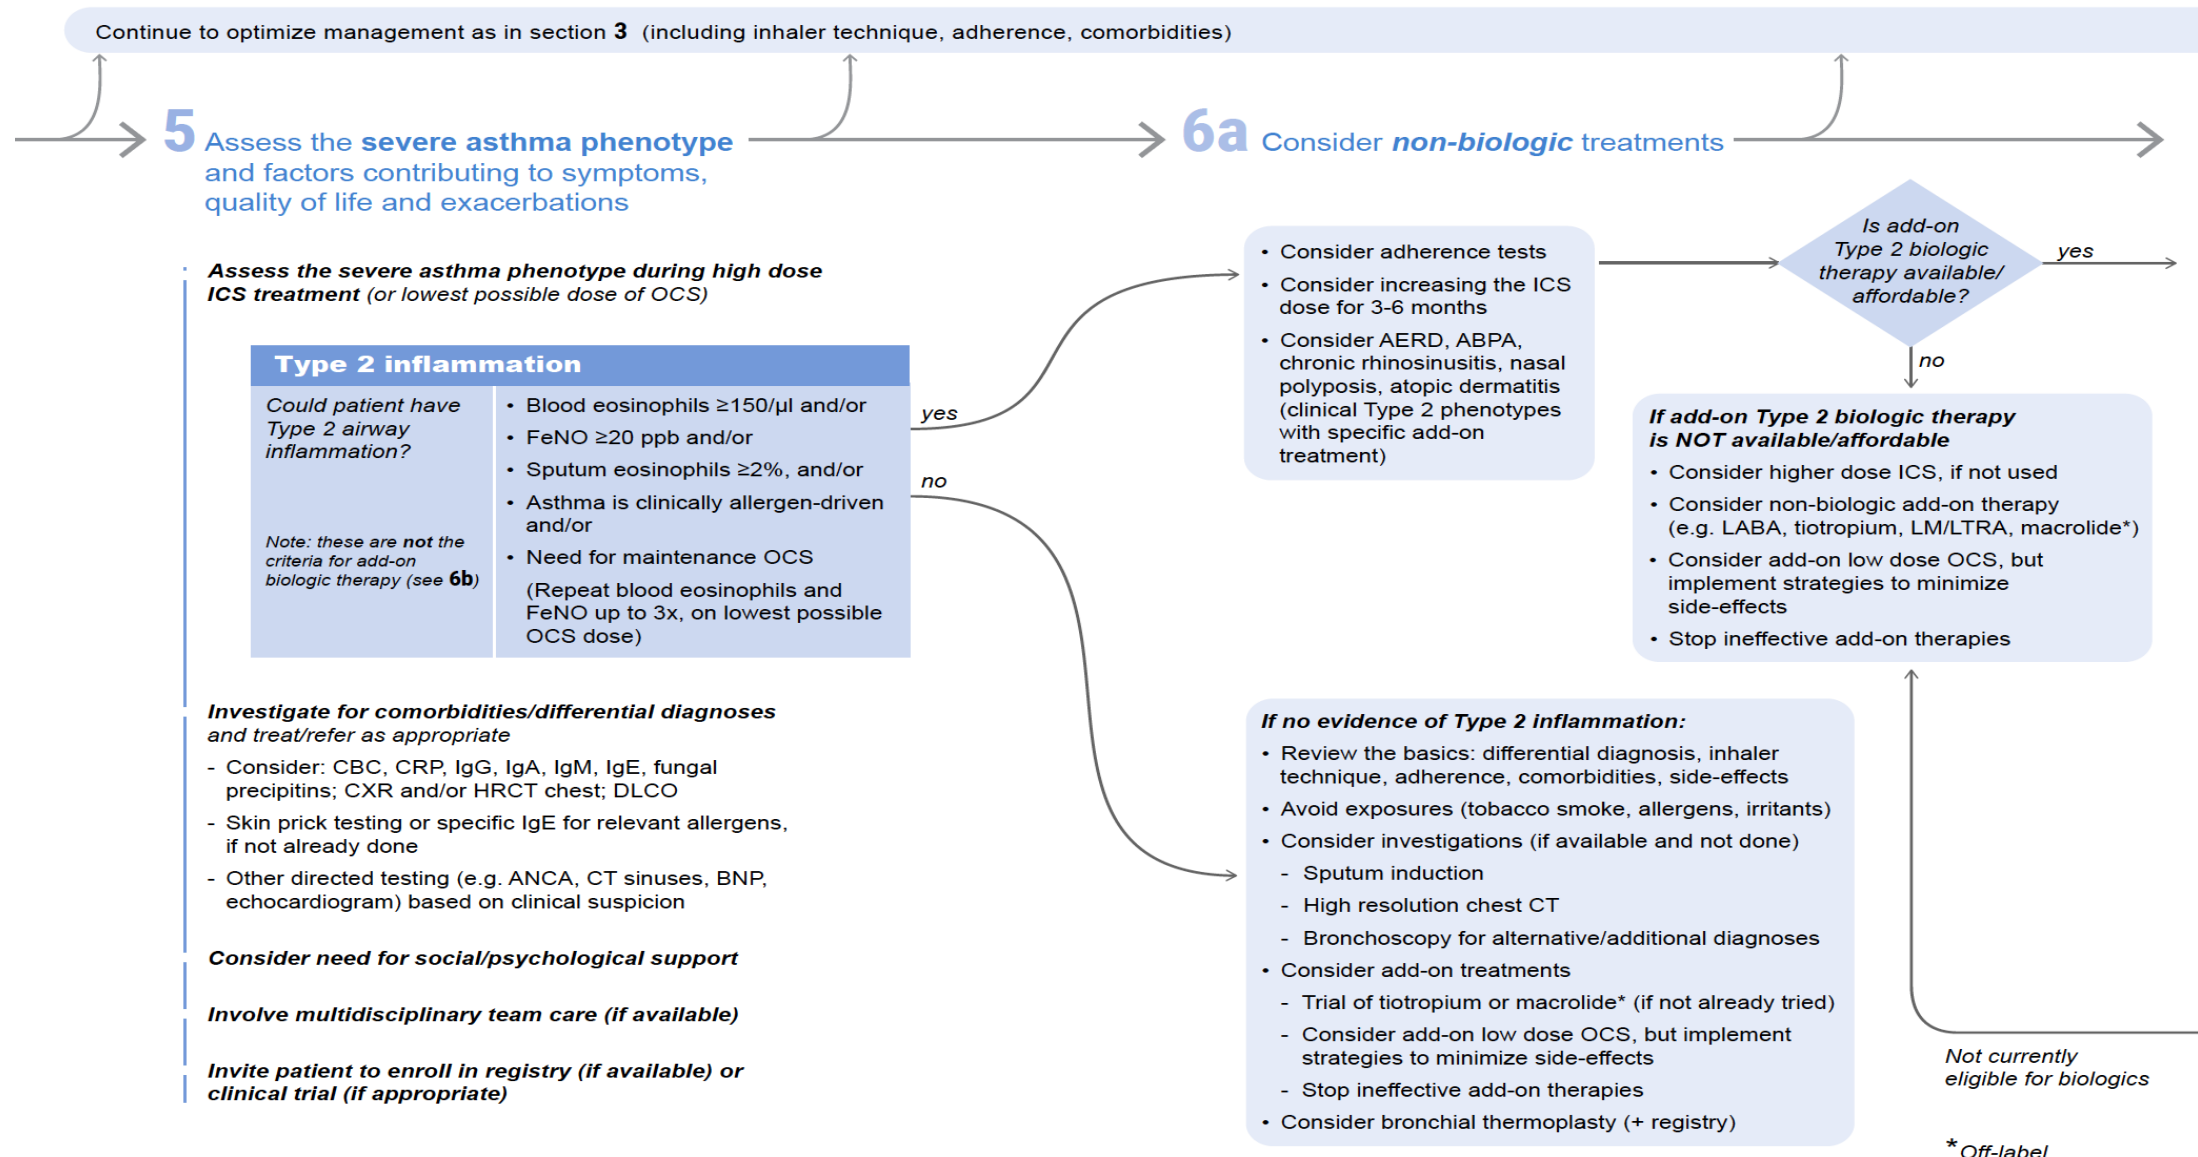 Continue to optimize management as in section 3 (including inhaler technique, adherence, comorbidities)
5 Assess the severe asthma phenotype
and factors contributing to symptoms,
quality of life and exacerbations
Assess the severe asthma phenotype during high dose
ICS treatment (or lowest possible dose of OCS)
Type 2 inflammation
Could patient have
Type 2 airway
inflammation?
Note: these are not the
criteria for add-on
biologic therapy (see 6b)
• Blood eosinophils ≥150/μl and/or
• FeNO ≥20 ppb and/or
• Sputum eosinophils ≥2%, and/or
• Asthma is clinically allergen-driven
and/or
• Need for maintenance OCS
(Repeat blood eosinophils and
FeNO up to 3x, on lowest possible
OCS dose)
yes
no
Investigate for comorbidities/differential diagnoses
and treat/refer as appropriate
- Consider: CBC, CRP, IgG, IgA, IgM, IgE, fungal
precipitins; CXR and/or HRCT chest; DLCO
- Skin prick testing or specific IgE for relevant allergens,
if not already done
- Other directed testing (e.g. ANCA, CT sinuses, BNP,
echocardiogram) based on clinical suspicion
Consider need for social/psychological support
Involve multidisciplinary team care (if available)
Invite patient to enroll in registry (if available) or
clinical trial (if appropriate)
6a Consider non-biologic treatments
• Consider adherence tests
• Consider increasing the ICS
dose for 3-6 months
• Consider AERD, ABPA,
chronic rhinosinusitis, nasal
polyposis, atopic dermatitis
(clinical Type 2 phenotypes
with specific add-on
treatment)
Is add-on
Type 2 biologic
therapy available/
affordable?
yes
no
If add-on Type 2 biologic therapy
is NOT available/affordable
• Consider higher dose ICS, if not used
• Consider non-biologic add-on therapy
(e.g. LABA, tiotropium, LM/LTRA, macrolide*)
• Consider add-on low dose OCS, but
implement strategies to minimize
side-effects
• Stop ineffective add-on therapies
If no evidence of Type 2 inflammation:
• Review the basics: differential diagnosis, inhaler
technique, adherence, comorbidities, side-effects
• Avoid exposures (tobacco smoke, allergens, irritants)
• Consider investigations (if available and not done)
- Sputum induction
- High resolution chest CT
- Bronchoscopy for alternative/additional diagnoses
• Consider add-on treatments
- Trial of tiotropium or macrolide* (if not already tried)
- Consider add-on low dose OCS, but implement
strategies to minimize side-effects
- Stop ineffective add-on therapies
• Consider bronchial thermoplasty (+ registry)
Not currently
eligible for biologics
*Off-label